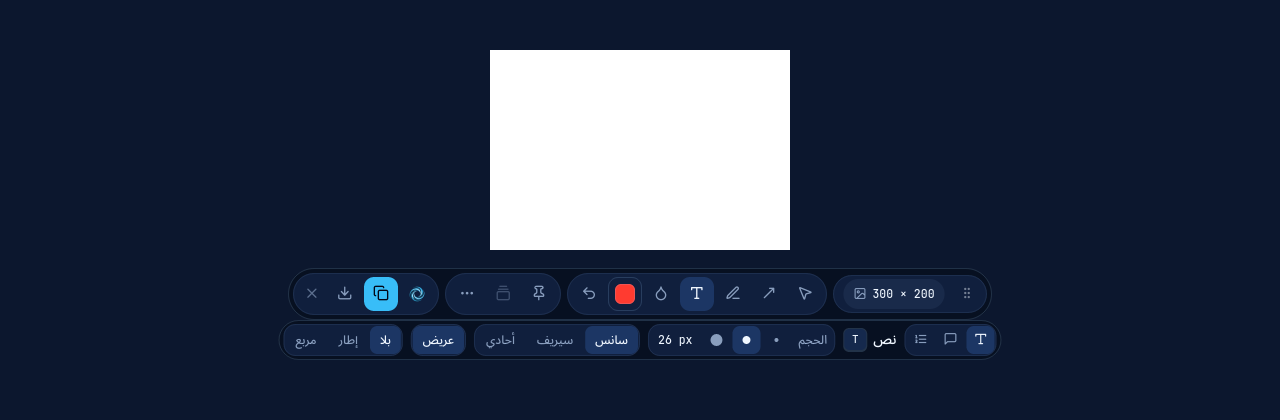 300 × 200
نص T
الحجم 26 px
سانس سيريف أحادي
عريض
بلا إطار مربع